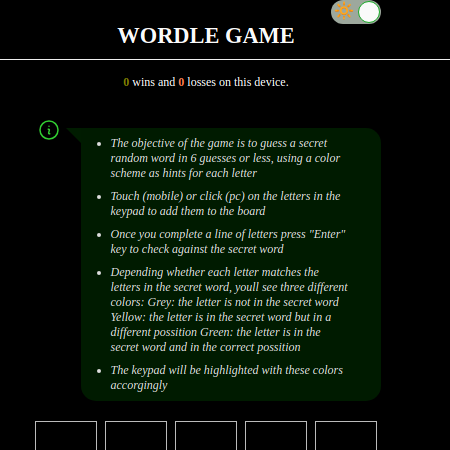 WORDLE GAME
0 wins and 0 losses on this device.
The objective of the game is to guess a secret
random word in 6 guesses or less, using a color
scheme as hints for each letter
Touch (mobile) or click (pc) on the letters in the
keypad to add them to the board
Once you complete a line of letters press "Enter"
key to check against the secret word
Depending whether each letter matches the
letters in the secret word, youll see three different
colors: Grey: the letter is not in the secret word
Yellow: the letter is in the secret word but in a
different possition Green: the letter is in the
secret word and in the correct possition
The keypad will be highlighted with these colors
accorgingly